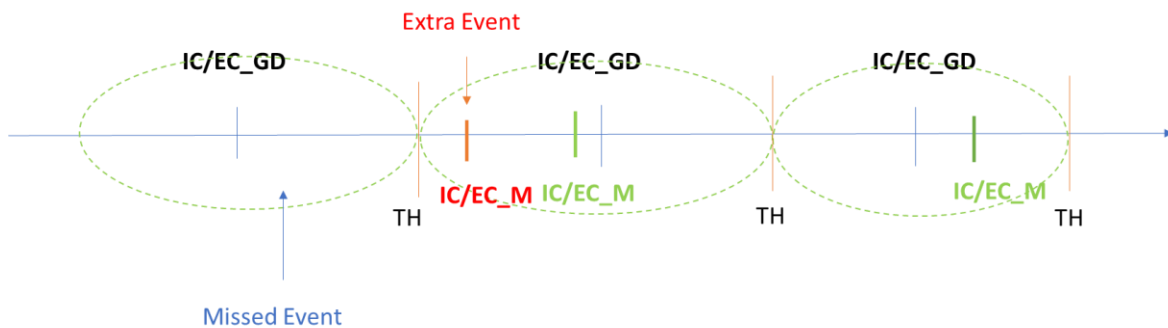 Extra Event
IC/EC_GD
IC/EC_GD
IC/EC_GD
IC/EC_M
IC/EC_M
IC/EC_M
TH
TH
TH
Missed Event